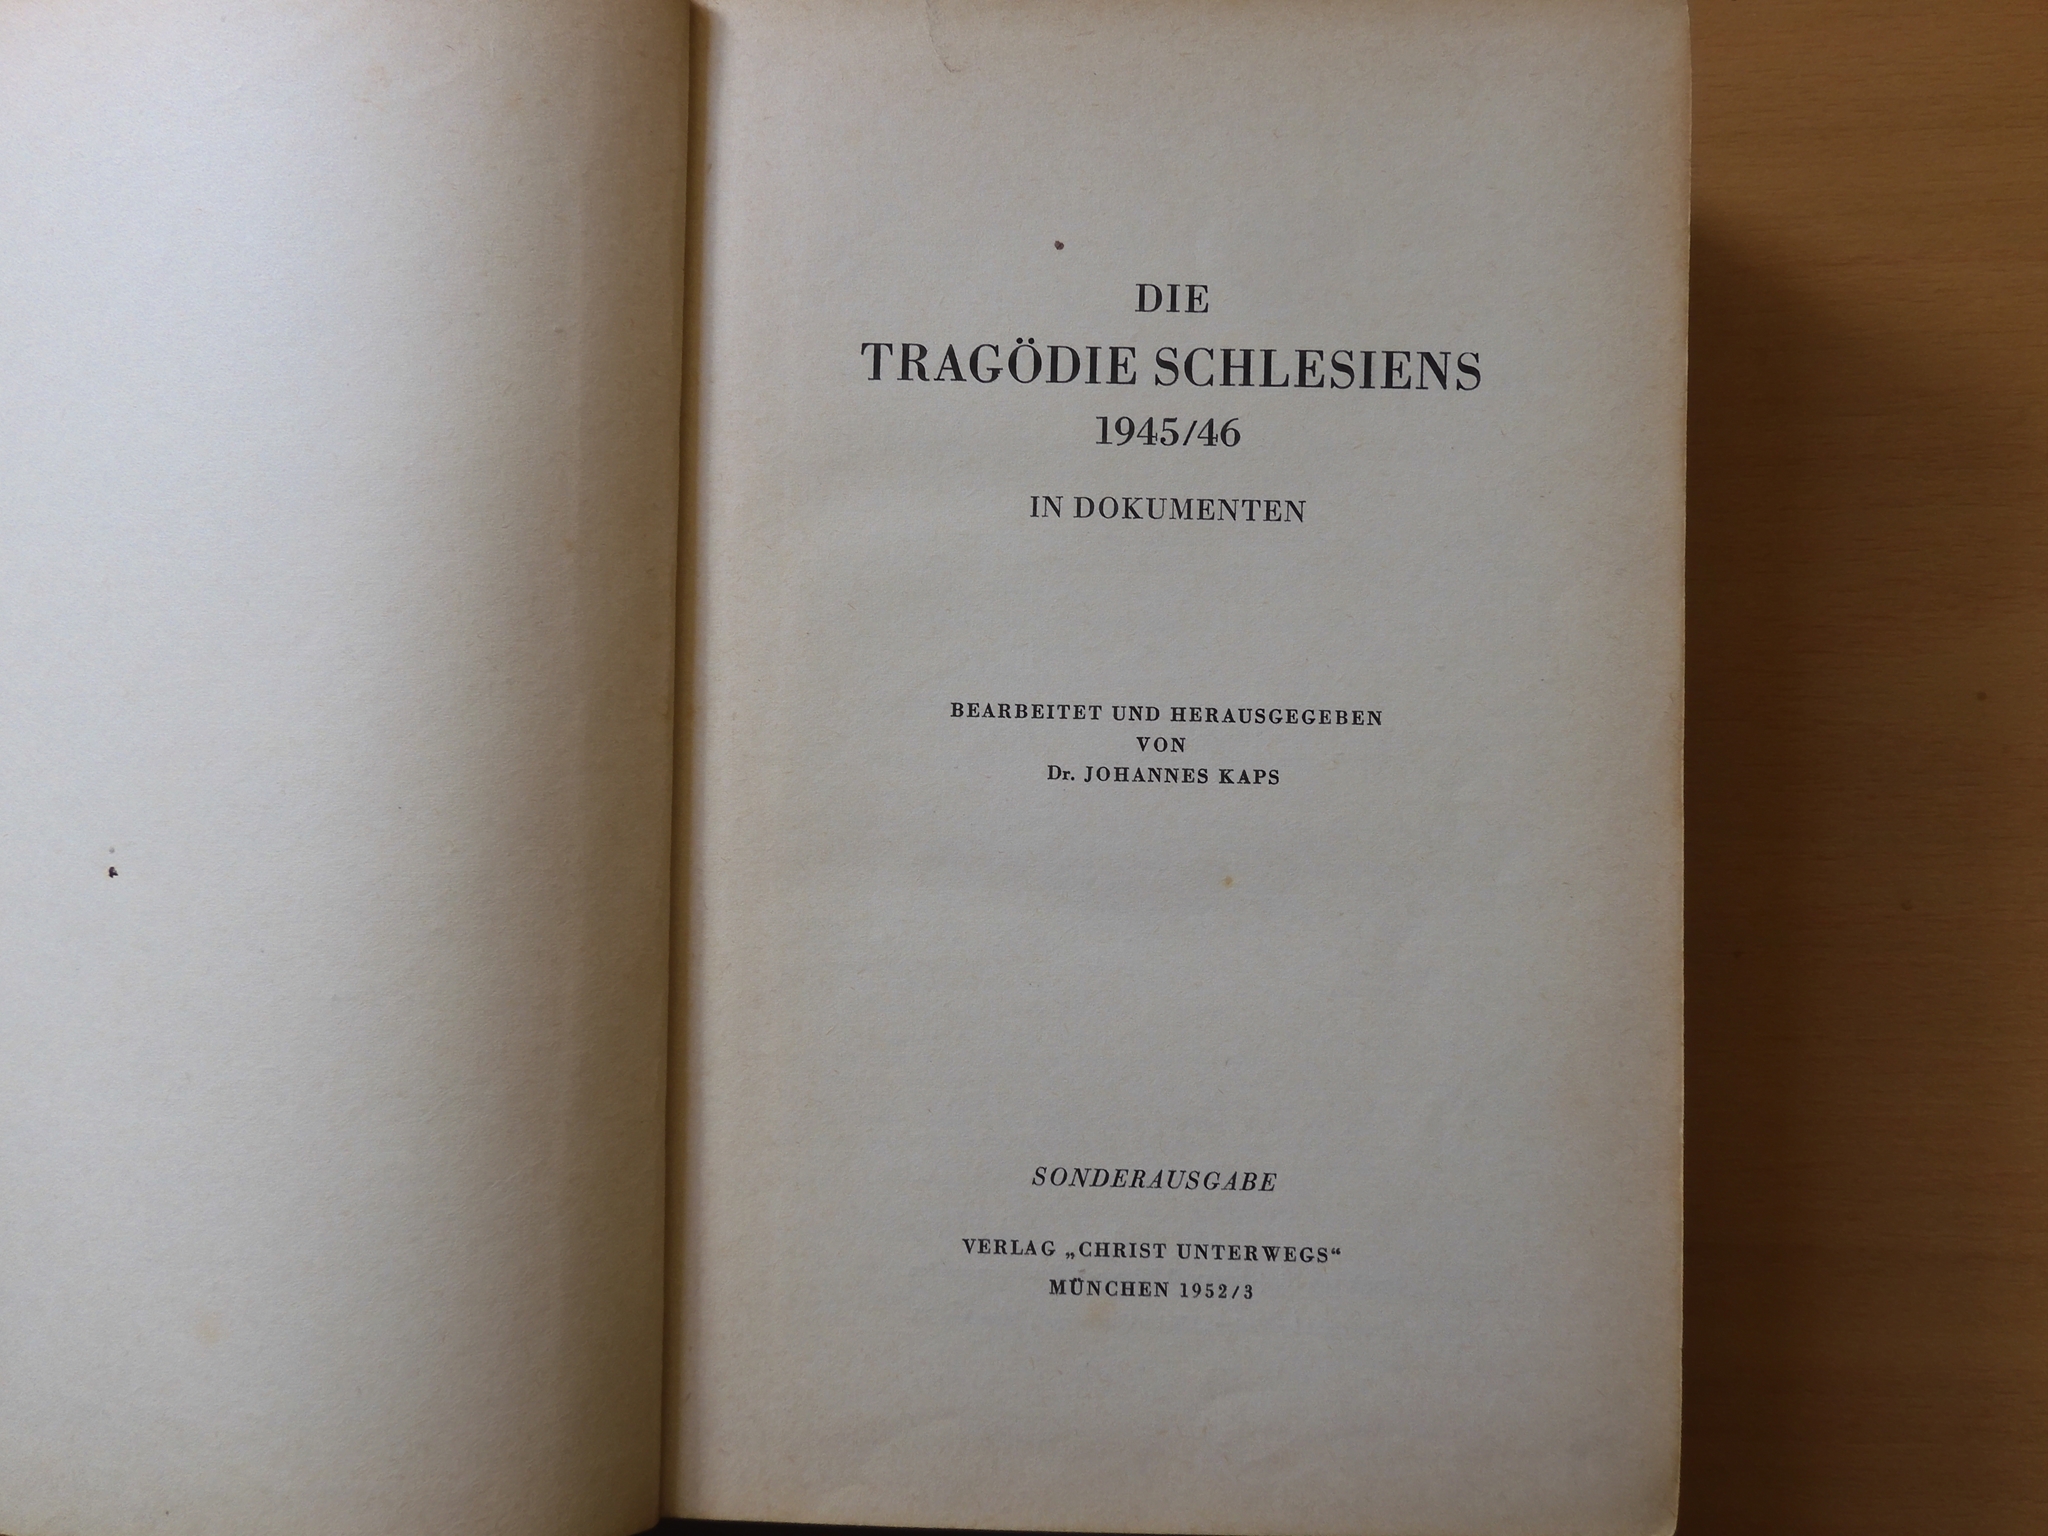 DIE
TRAGÖDIE SCHLESIENS
1945/46
IN DOKUMENTEN
BEARBEITET UND HERAUSGEGEBEN
VON
Dr. JOHANNES KAPS
SONDERAUSGABE
VERLAG „CHRIST UNTERWEGS“
MÜNCHEN 1952/3